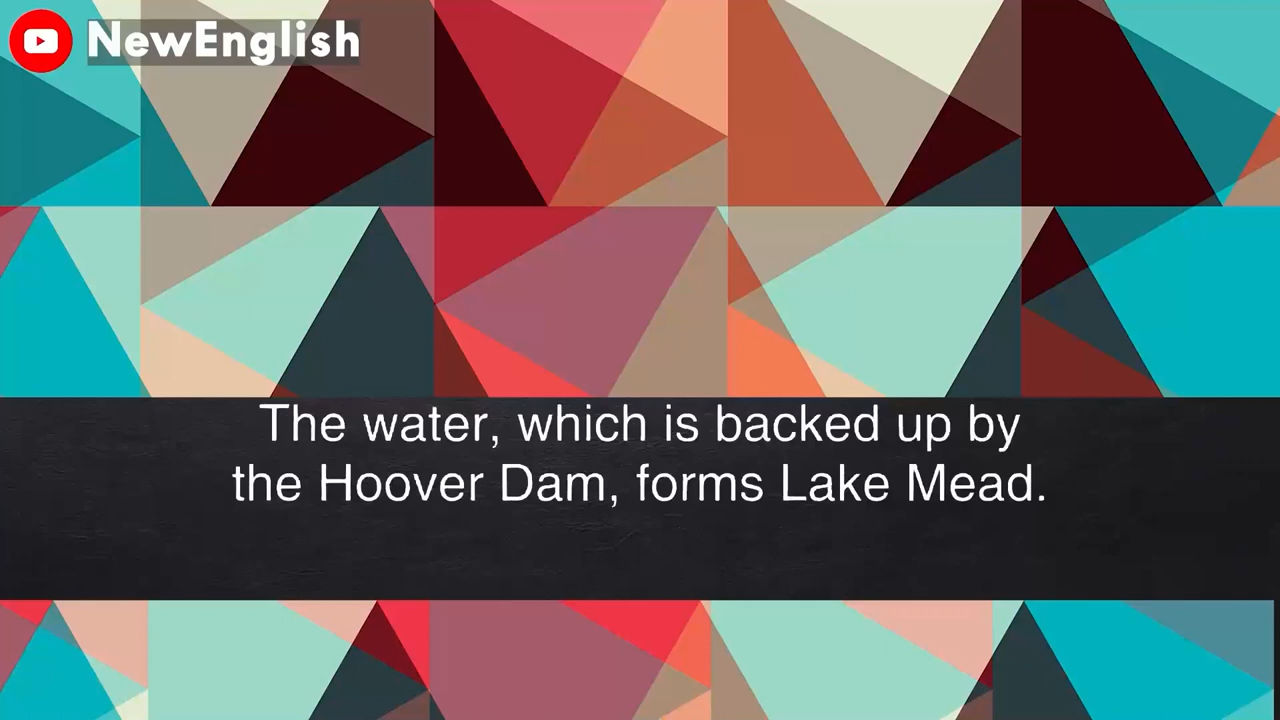 NewEnglish
The water, which is backed up by
the Hoover Dam, forms Lake Mead.